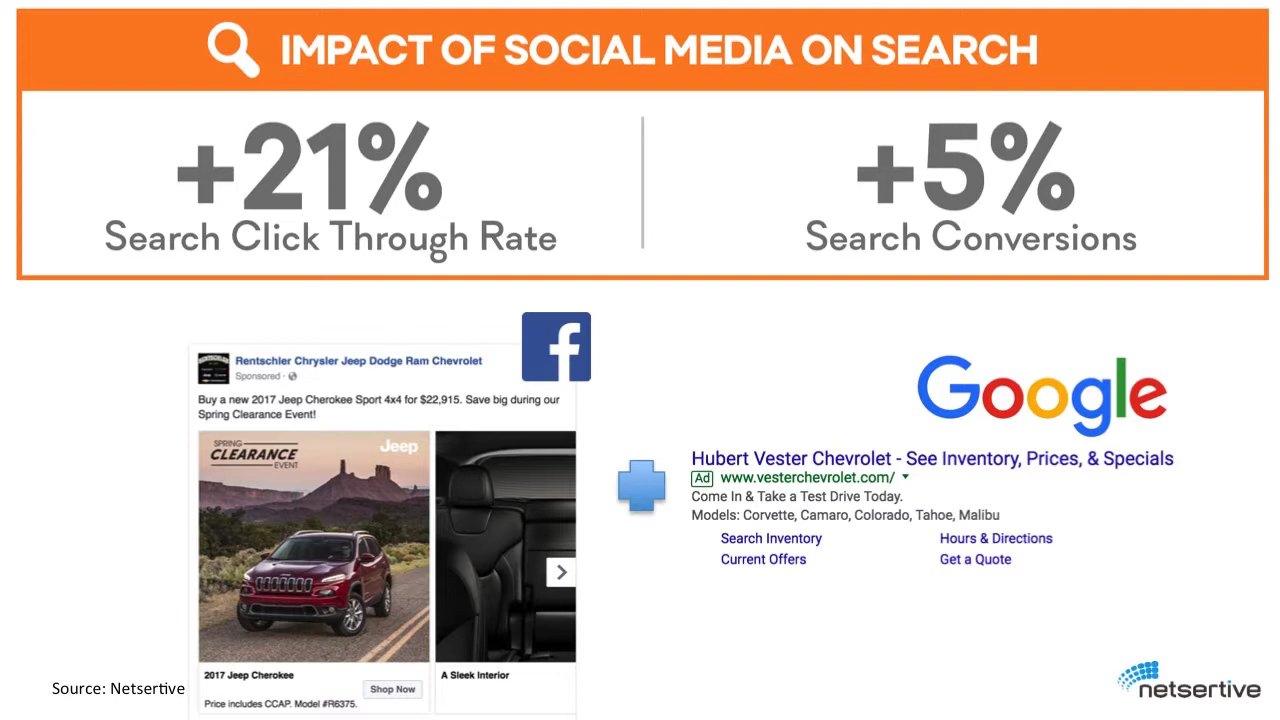 IMPACT OF SOCIAL MEDIA ON SEARCH
+21%
Search Click Through Rate
+5%
Search Conversions
Rentschler Chrysler Jeep Dodge Ram Chevrolet
Sponsored ·
Buy a new 2017 Jeep Cherokee Sport 4x4 for $22,915. Save big during our
Spring Clearance Event!
SPRING
CLEARANCE
EVENT
Jeep
2017 Jeep Cherokee
Shop Now
Price includes CCAP. Model #R6375.
A Sleek Interior
f
Google
Hubert Vester Chevrolet - See Inventory, Prices, & Specials
Ad www.vesterchevrolet.com/
Come In & Take a Test Drive Today.
Models: Corvette, Camaro, Colorado, Tahoe, Malibu
Search Inventory
Hours & Directions
Current Offers
Get a Quote
Source: Netsertive
netsertive